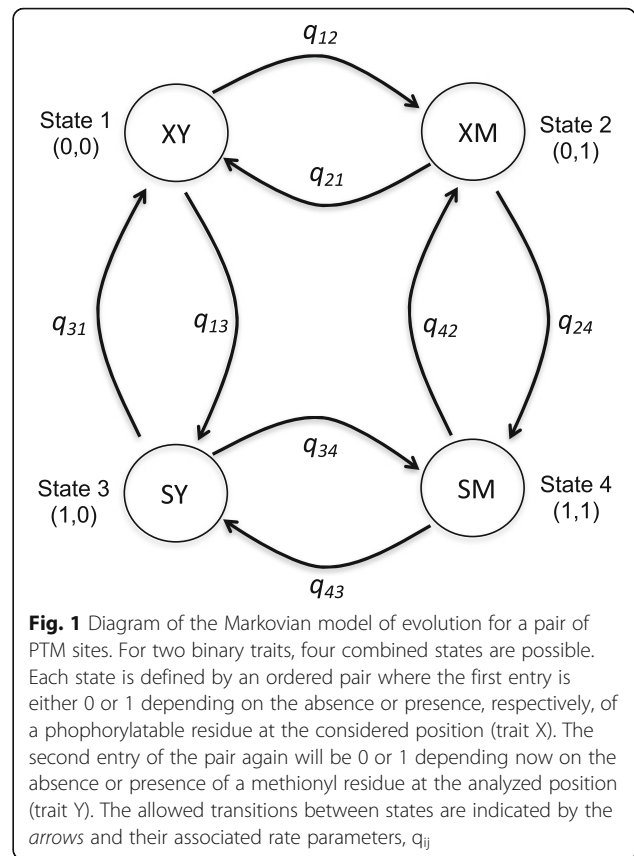 q12
State 1
(0,0)
XY
XM
State 2
(0,1)
q21
q31
q13
q42
q24
q34
State 3
(1,0)
SY
SM
State 4
(1,1)
q43
Fig. 1 Diagram of the Markovian model of evolution for a pair of
PTM sites. For two binary traits, four combined states are possible.
Each state is defined by an ordered pair where the first entry is
either 0 or 1 depending on the absence or presence, respectively, of
a phophorylatable residue at the considered position (trait X). The
second entry of the pair again will be 0 or 1 depending now on the
absence or presence of a methionyl residue at the analyzed position
(trait Y). The allowed transitions between states are indicated by the
arrows and their associated rate parameters, qij